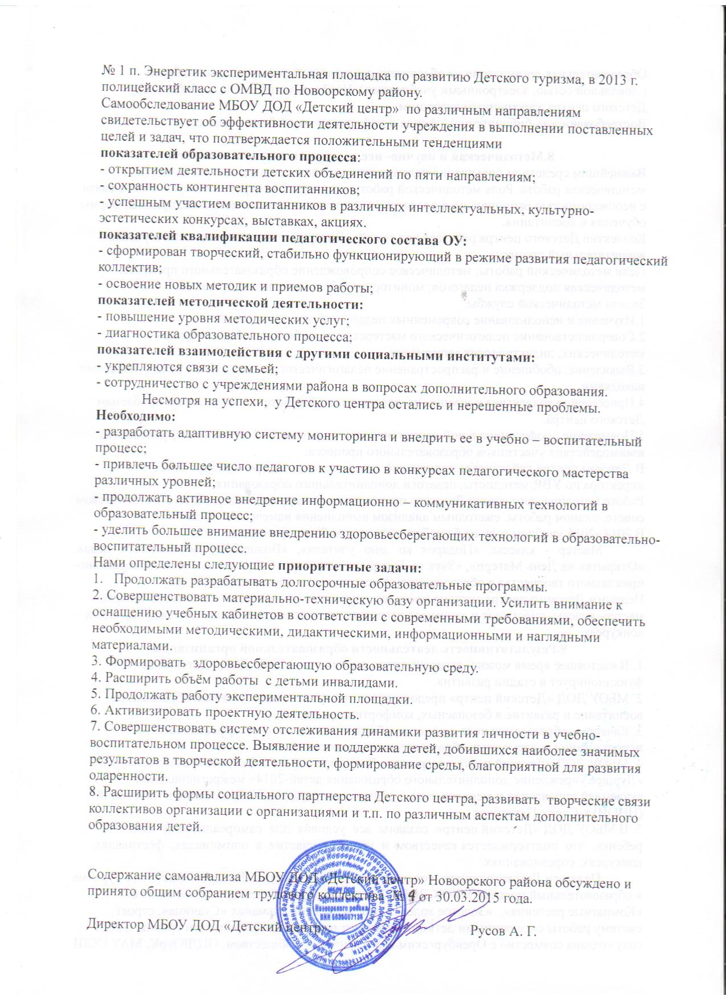 № 1 п. Энергетик экспериментальная площадка по развитию Детского туризма, в 2013 г.
полицейский класс с ОМВД по Новоорскому району.
Самообследование МБОУ ДОД «Детский центр» по различным направлениям
свидетельствует об эффективности деятельности учреждения в выполнении поставленных
целей и задач, что подтверждается положительными тенденциями
показателей образовательного процесса:
- открытием деятельности детских объединений по пяти направлениям;
- сохранность контингента воспитанников;
- успешным участием воспитанников в различных интеллектуальных, культурно-
эстетических конкурсах, выставках, акциях.
показателей квалификации педагогического состава ОУ:
- сформирован творческий, стабильно функционирующий в режиме развития педагогический
коллектив;
- освоение новых методик и приемов работы;
показателей методической деятельности:
- повышение уровня методических услуг;
- диагностика образовательного процесса;
показателей взаимодействия с другими социальными институтами:
- укрепляются связи с семьей;
- сотрудничество с учреждениями района в вопросах дополнительного образования.
Несмотря на успехи, у Детского центра остались и нерешенные проблемы.
Необходимо:
- разработать адаптивную систему мониторинга и внедрить ее в учебно – воспитательный
процесс;
- привлечь большее число педагогов к участию в конкурсах педагогического мастерства
различных уровней;
- продолжать активное внедрение информационно – коммуникативных технологий в
образовательный процесс;
- уделить большее внимание внедрению здоровьесберегающих технологий в образовательно-
воспитательный процесс.
Нами определены следующие приоритетные задачи:
1. Продолжать разрабатывать долгосрочные образовательные программы.
2. Совершенствовать материально-техническую базу организации. Усилить внимание к
оснащению учебных кабинетов в соответствии с современными требованиями, обеспечить
необходимыми методическими, дидактическими, информационными и наглядными
материалами.
3. Формировать здоровьесберегающую образовательную среду.
4. Расширить объём работы с детьми инвалидами.
5. Продолжать работу экспериментальной площадки.
6. Активизировать проектную деятельность.
7. Совершенствовать систему отслеживания динамики развития личности в учебно-
воспитательном процессе. Выявление и поддержка детей, добившихся наиболее значимых
результатов в творческой деятельности, формирование среды, благоприятной для развития
одаренности.
8. Расширить формы социального партнерства Детского центра, развивать творческие связи
коллективов организации с организациями и т.п. по различным аспектам дополнительного
образования детей.
Содержание самоанализа МБОУ ДОД «Детский центр» Новоорского района обсуждено и
принято общим собранием трудового коллектива № 4 от 30.03.2015 года.
Директор МБОУ ДОД «Детский центр»: Русов А. Г.
МБОУ ДОД
«Детский центр»
Новоорского района
ИНН 5635007136